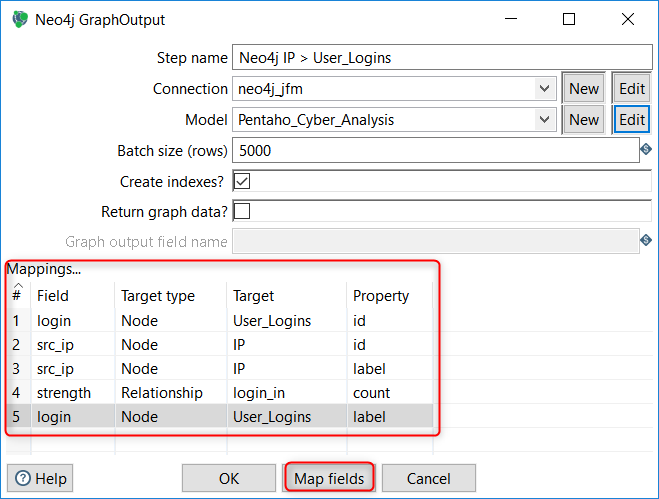 Neo4j GraphOutput
Step name Neo4j IP > User_Logins
Connection neo4j_jfm New Edit
Model Pentaho_Cyber_Analysis New Edit
Batch size (rows) 5000
Create indexes?
Return graph data?
Graph output field name
Mappings...
# Field Target type Target Property
1 login Node User_Logins id
2 src_ip Node IP id
3 src_ip Node IP label
4 strength Relationship login_in count
5 login Node User_Logins label
Help OK Map fields Cancel